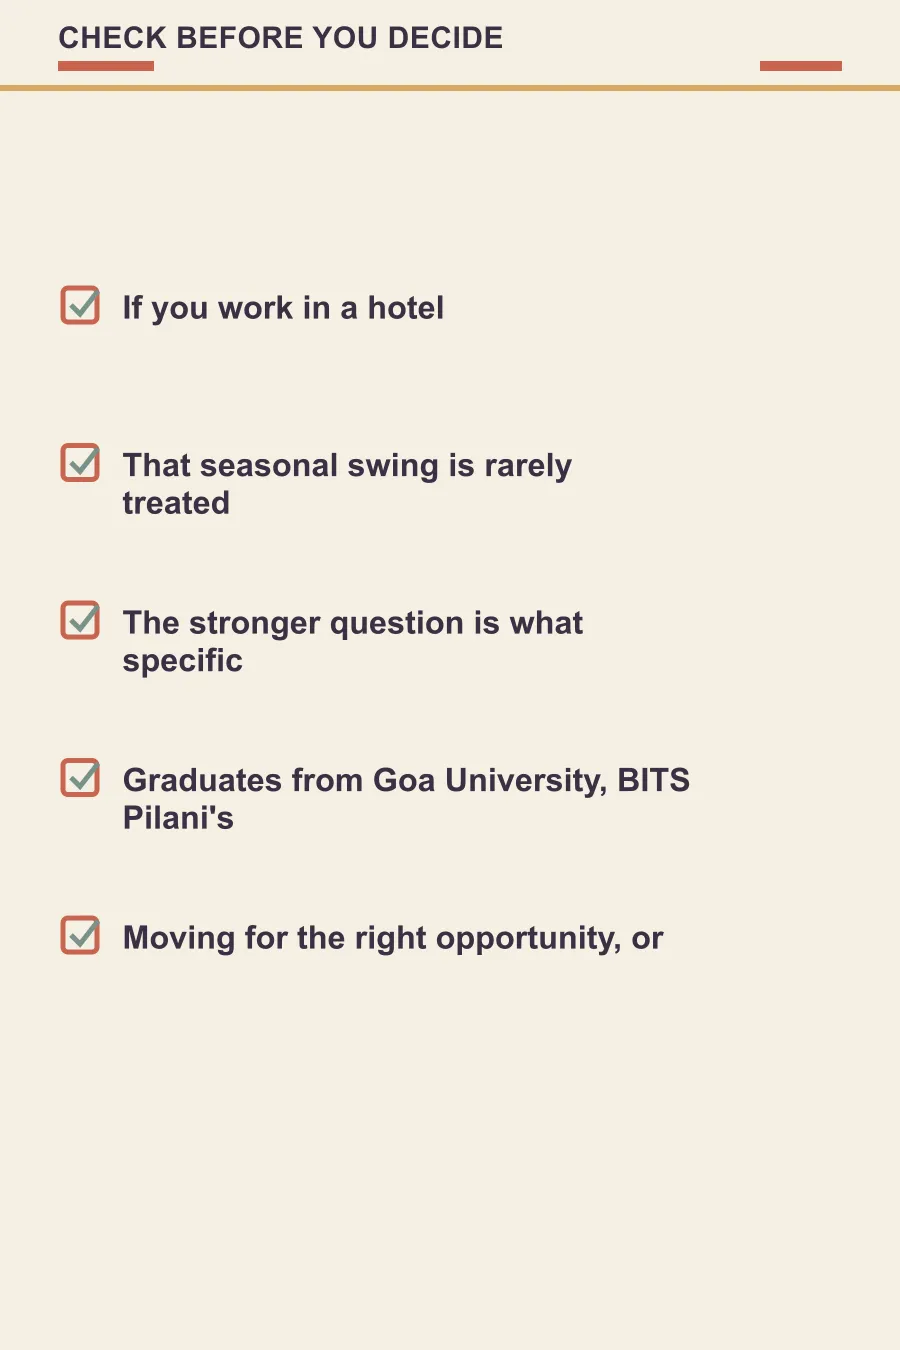 CHECK BEFORE YOU DECIDE
If you work in a hotel
That seasonal swing is rarely
treated
The stronger question is what
specific
Graduates from Goa University, BITS
Pilani's
Moving for the right opportunity, or